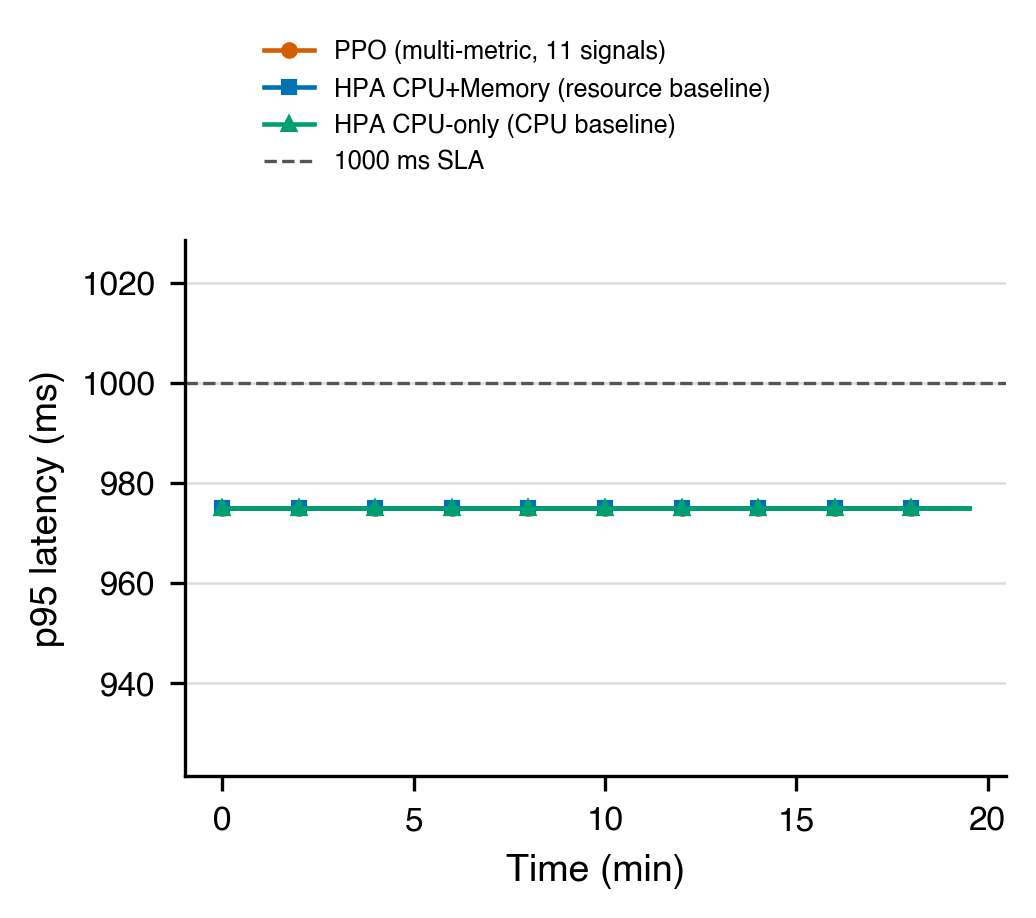 PPO (multi-metric, 11 signals)
HPA CPU+Memory (resource baseline)
HPA CPU-only (CPU baseline)
1000 ms SLA
1020
1000
980
960
940
p95 latency (ms)
0 5 10 15 20
Time (min)